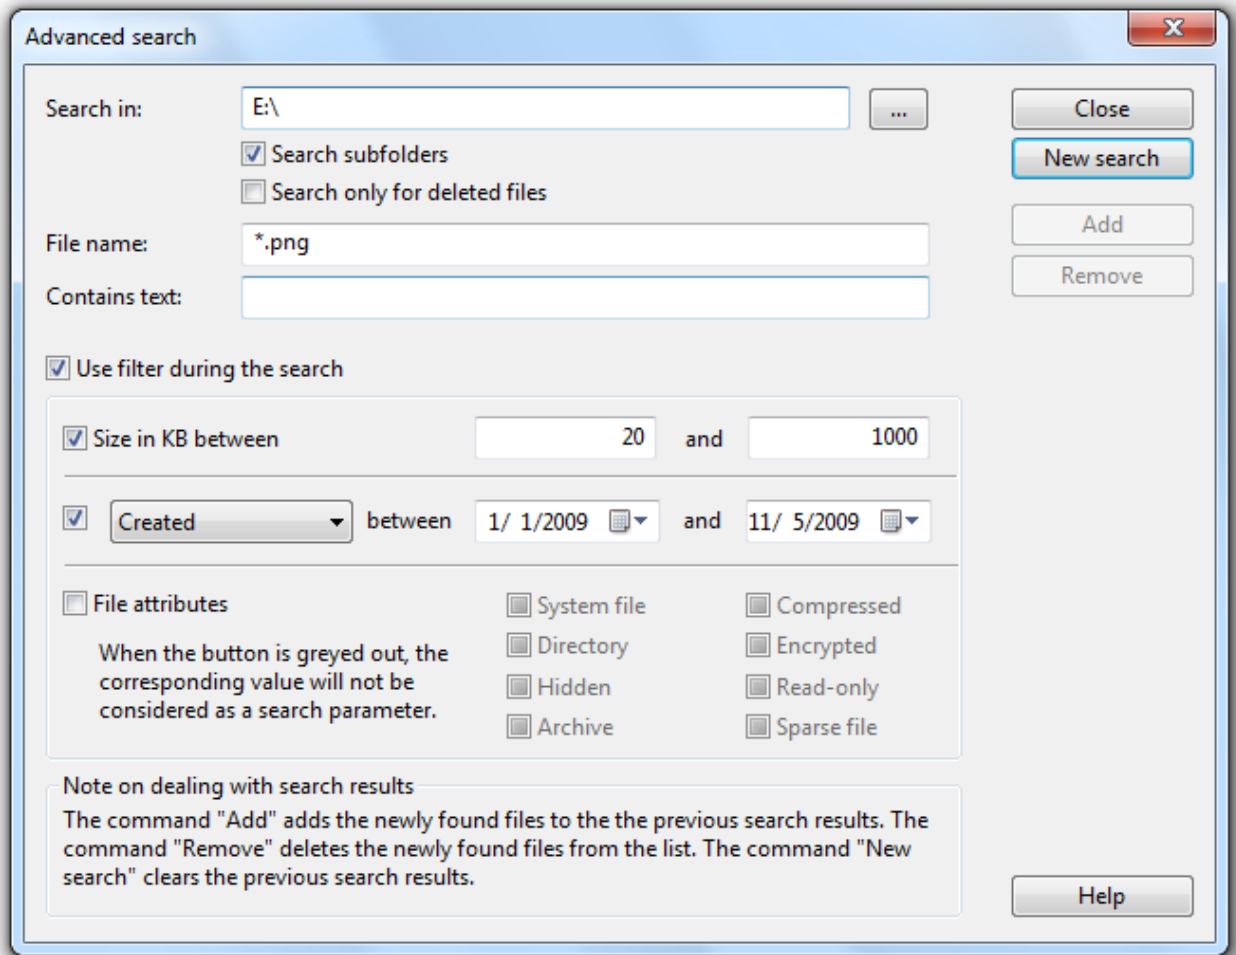 Advanced search
X
Search in: E:\ ... Close
Search subfolders
New search
Search only for deleted files
Add
File name: *.png
Remove
Contains text:
Use filter during the search
Size in KB between 20 and 1000
Created between 1/ 1/2009 and 11/ 5/2009
File attributes System file Compressed
Directory Encrypted
When the button is greyed out, the
corresponding value will not be
considered as a search parameter.
Hidden Read-only
Archive Sparse file
Note on dealing with search results
The command "Add" adds the newly found files to the the previous search results. The
command "Remove" deletes the newly found files from the list. The command "New
search" clears the previous search results.
Help